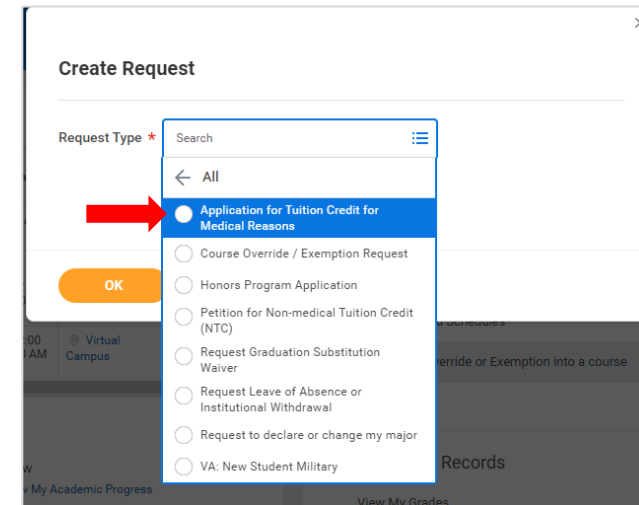 Create Request
Request Type *
Search
All
Application for Tuition Credit for
Medical Reasons
Course Override / Exemption Request
Honors Program Application
Petition for Non-medical Tuition Credit
(NTC)
Request Graduation Substitution
Waiver
Request Leave of Absence or
Institutional Withdrawal
Request to declare or change my major
VA: New Student Military
OK
:00
AM
Virtual
Campus
Schedules
erride or Exemption into a course
My Academic Progress
Records
View My Grades